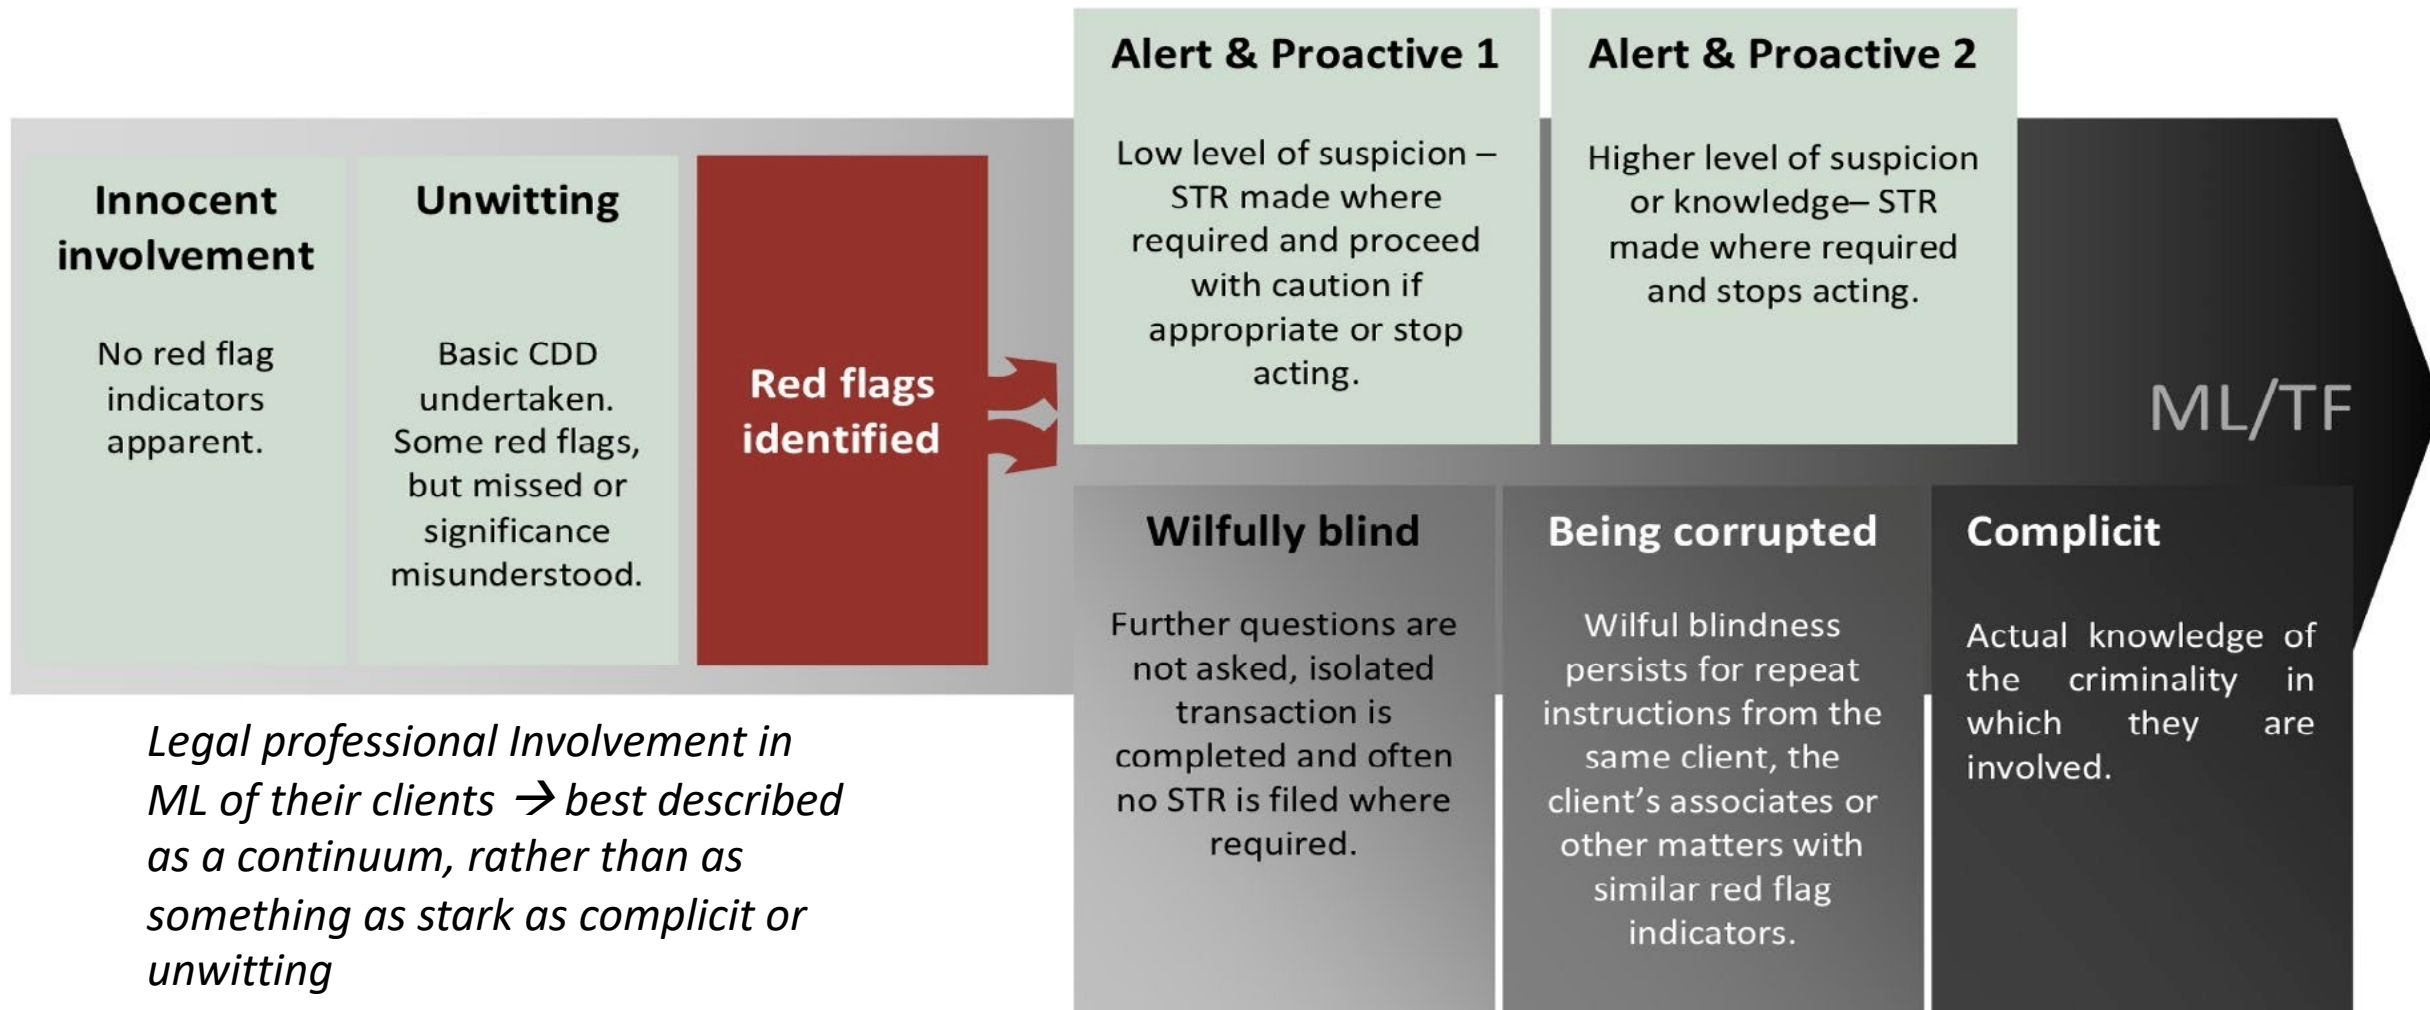 Innocent
involvement
No red flag
indicators
apparent.
Unwitting
Basic CDD
undertaken.
Some red flags,
but missed or
significance
misunderstood.
Red flags
identified
Alert & Proactive 1
Low level of suspicion –
STR made where
required and proceed
with caution if
appropriate or stop
acting.
Alert & Proactive 2
Higher level of suspicion
or knowledge– STR
made where required
and stops acting.
ML/TF
Wilfully blind
Further questions are
not asked, isolated
transaction is
completed and often
no STR is filed where
required.
Being corrupted
Wilful blindness
persists for repeat
instructions from the
same client, the
client’s associates or
other matters with
similar red flag
indicators.
Complicit
Actual knowledge of
the criminality in
which they are
involved.
Legal professional Involvement in
ML of their clients → best described
as a continuum, rather than as
something as stark as complicit or
unwitting